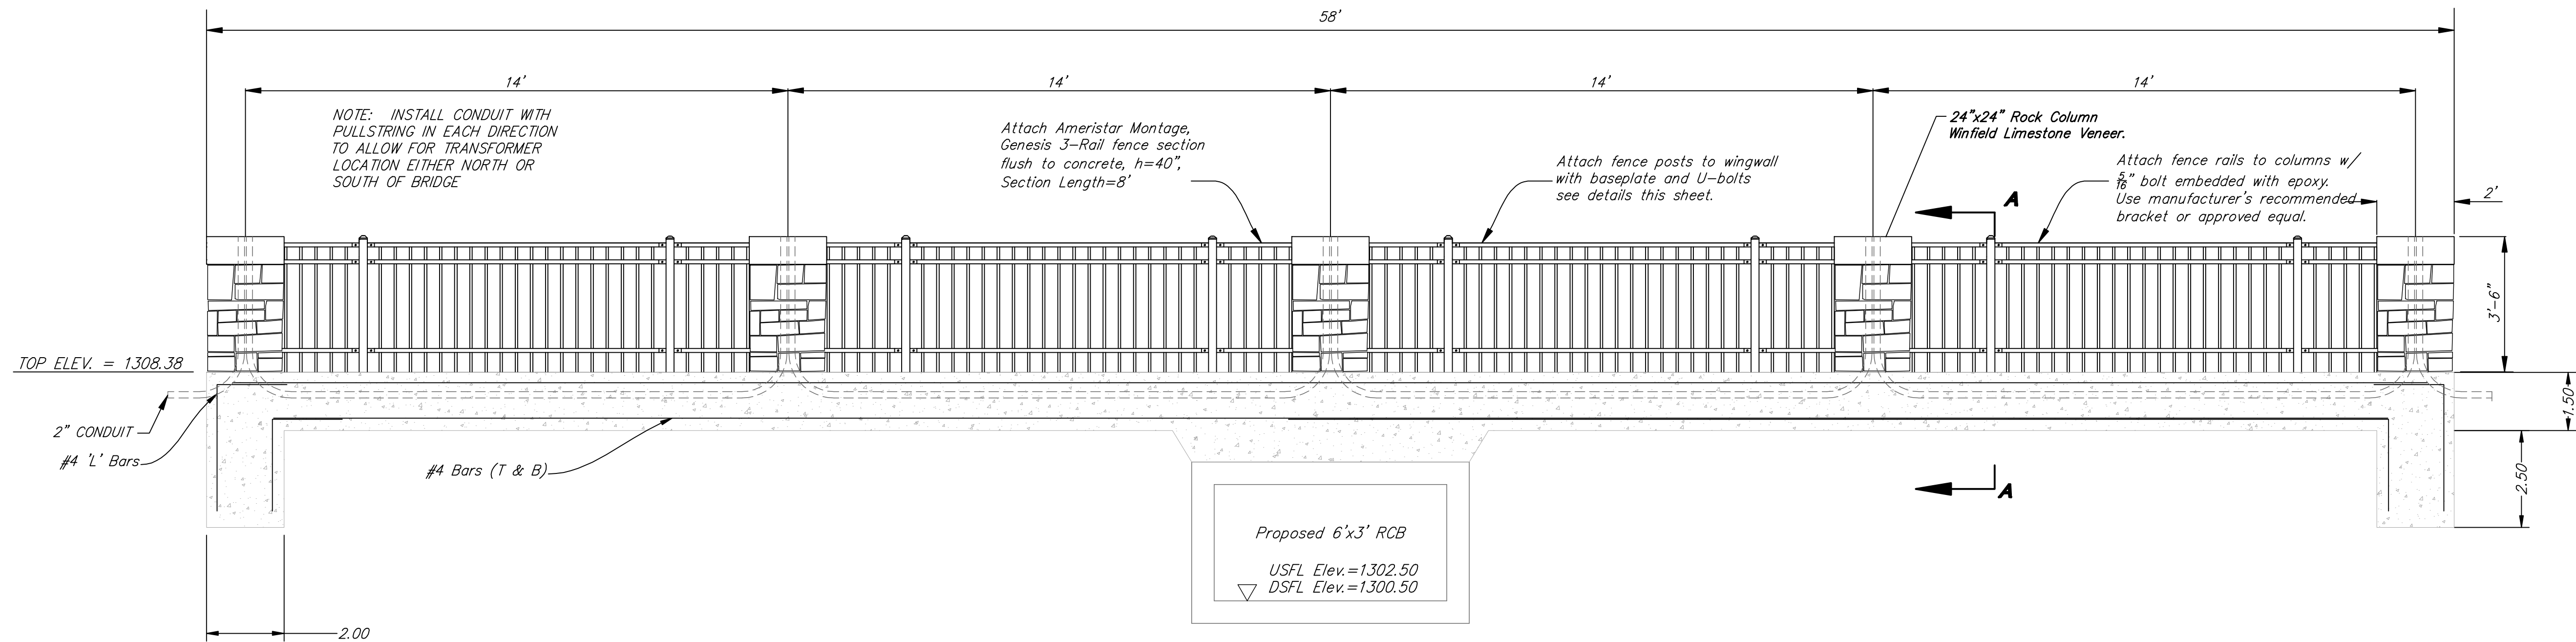 58'
14'
14'
14'
14'
NOTE: INSTALL CONDUIT WITH
PULLSTRING IN EACH DIRECTION
TO ALLOW FOR TRANSFORMER
LOCATION EITHER NORTH OR
SOUTH OF BRIDGE
Attach Ameristar Montage,
Genesis 3-Rail fence section
flush to concrete, h=40",
Section Length=8'
Attach fence posts to wingwall
with baseplate and U-bolts
see details this sheet.
24"x24" Rock Column
Winfield Limestone Veneer.
Attach fence rails to columns w/
5/16" bolt embedded with epoxy.
Use manufacturer's recommended
bracket or approved equal.
2'
A
3'-6"
TOP ELEV. = 1308.38
1.50
2" CONDUIT
#4 'L' Bars
#4 Bars (T & B)
2.50
A
Proposed 6'x3' RCB
USFL Elev.=1302.50
DSFL Elev.=1300.50
2.00